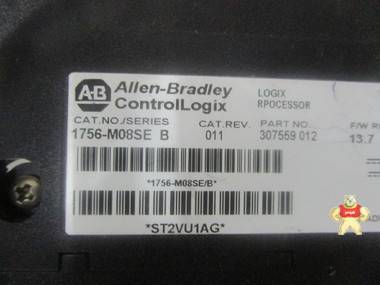 A-B Allen-Bradley
ControlLogix
LOGIX
RPOCESSOR
CAT.NO./SERIES CAT.REV. PART NO. F/W R
1756-M08SE B 011 307559 012 13.7
*1756-M08SE/B*
*ST2VU1AG*